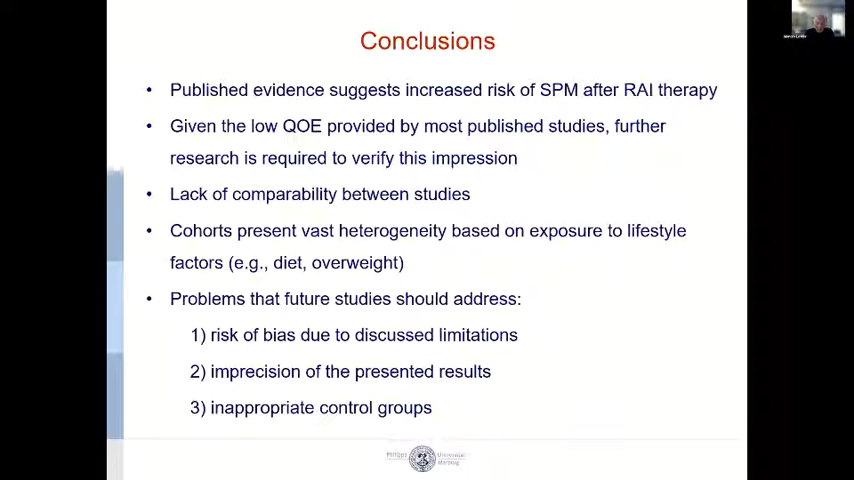 Conclusions
• Published evidence suggests increased risk of SPM after RAI therapy
• Given the low QOE provided by most published studies, further
research is required to verify this impression
• Lack of comparability between studies
• Cohorts present vast heterogeneity based on exposure to lifestyle
factors (e.g., diet, overweight)
• Problems that future studies should address:
1) risk of bias due to discussed limitations
2) imprecision of the presented results
3) inappropriate control groups
Philipps Universität
Marburg